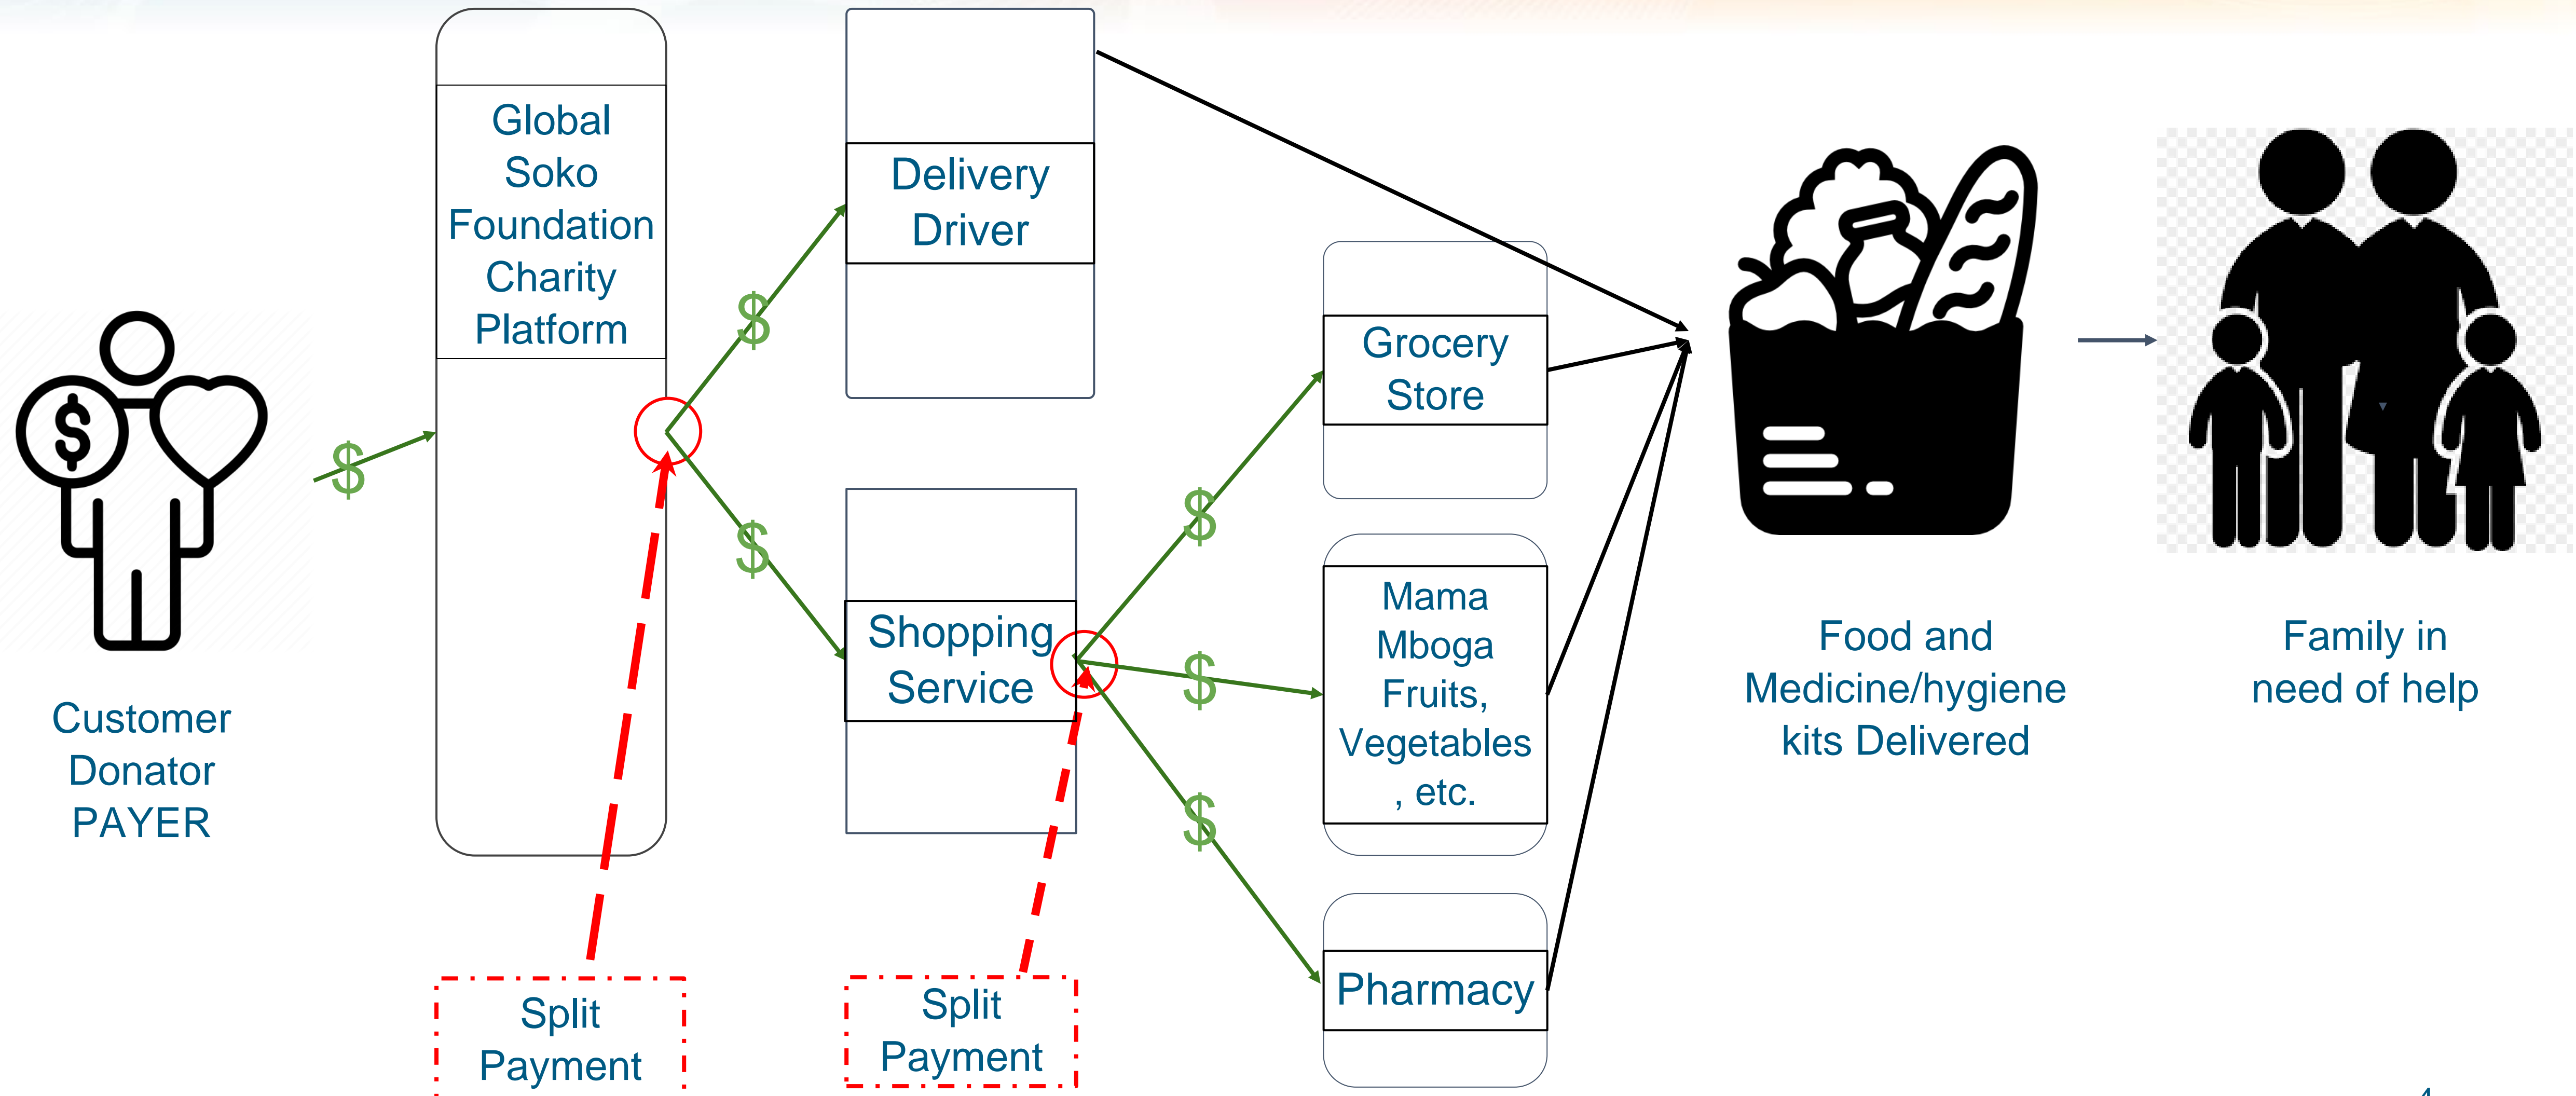 Customer
Donator
PAYER
$
$
Global
Soko
Foundation
Charity
Platform
Split
Payment
$
$
Delivery
Driver
Shopping
Service
Split
Payment
$
$
$
Grocery
Store
Mama
Mboga
Fruits,
Vegetables
, etc.
Pharmacy
Food and
Medicine/hygiene
kits Delivered
Family in
need of help
4